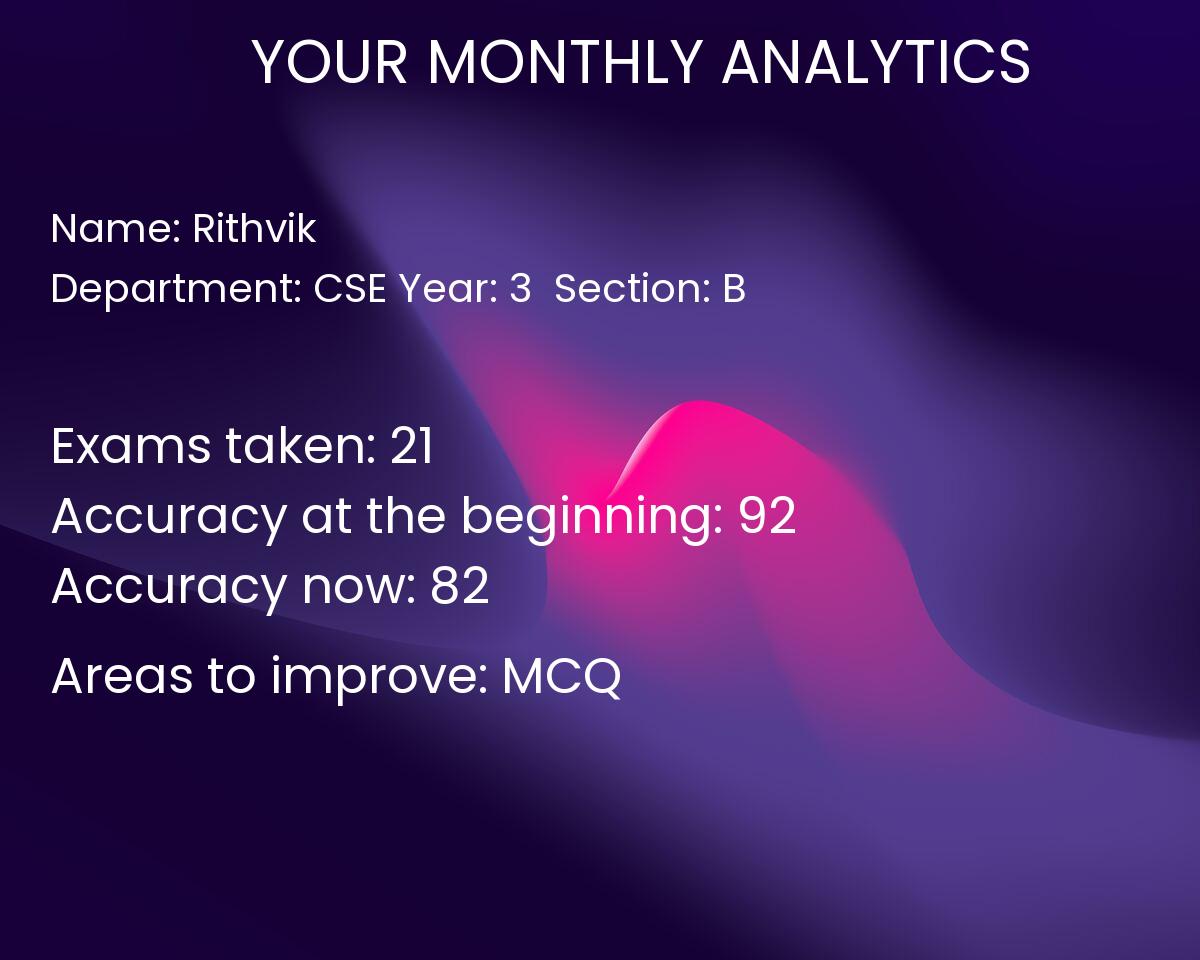 YOUR MONTHLY ANALYTICS
Name: Rithvik
Department: CSE Year: 3 Section: B
Exams taken: 21
Accuracy at the beginning: 92
Accuracy now: 82
Areas to improve: MCQ